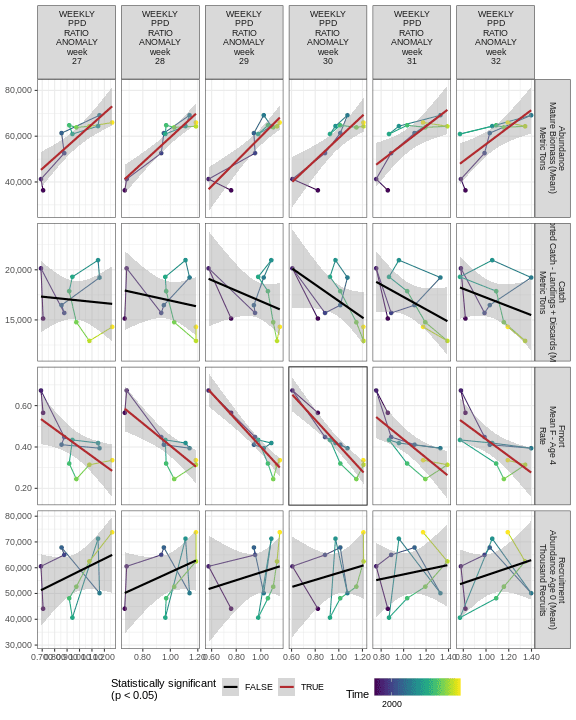 WEEKLY WEEKLY WEEKLY WEEKLY WEEKLY WEEKLY
PPD PPD PPD PPD PPD PPD
RATIO RATIO RATIO RATIO RATIO RATIO
ANOMALY ANOMALY ANOMALY ANOMALY ANOMALY ANOMALY
week week week week week week
27 28 29 30 31 32
80,000
60,000
40,000
Abundance
Mature Biomass (Mean)
Metric Tons
20,000
15,000
Catch
Catch - Landings + Discards
Metric Tons
0.60
0.40
0.20
Fmort
Mean F - Age 4
Rate
80,000
70,000
60,000
50,000
40,000
30,000
Recruitment
Abundance Age 0 (Mean)
Thousand Recruits
0.80 1.00 1.20 0.60 0.80 1.00 0.60 0.80 1.00 1.20 0.80 1.00 1.20 1.40 0.80 1.00 1.20 1.40
Statistically significant
(p < 0.05)
FALSE TRUE
Time
2000